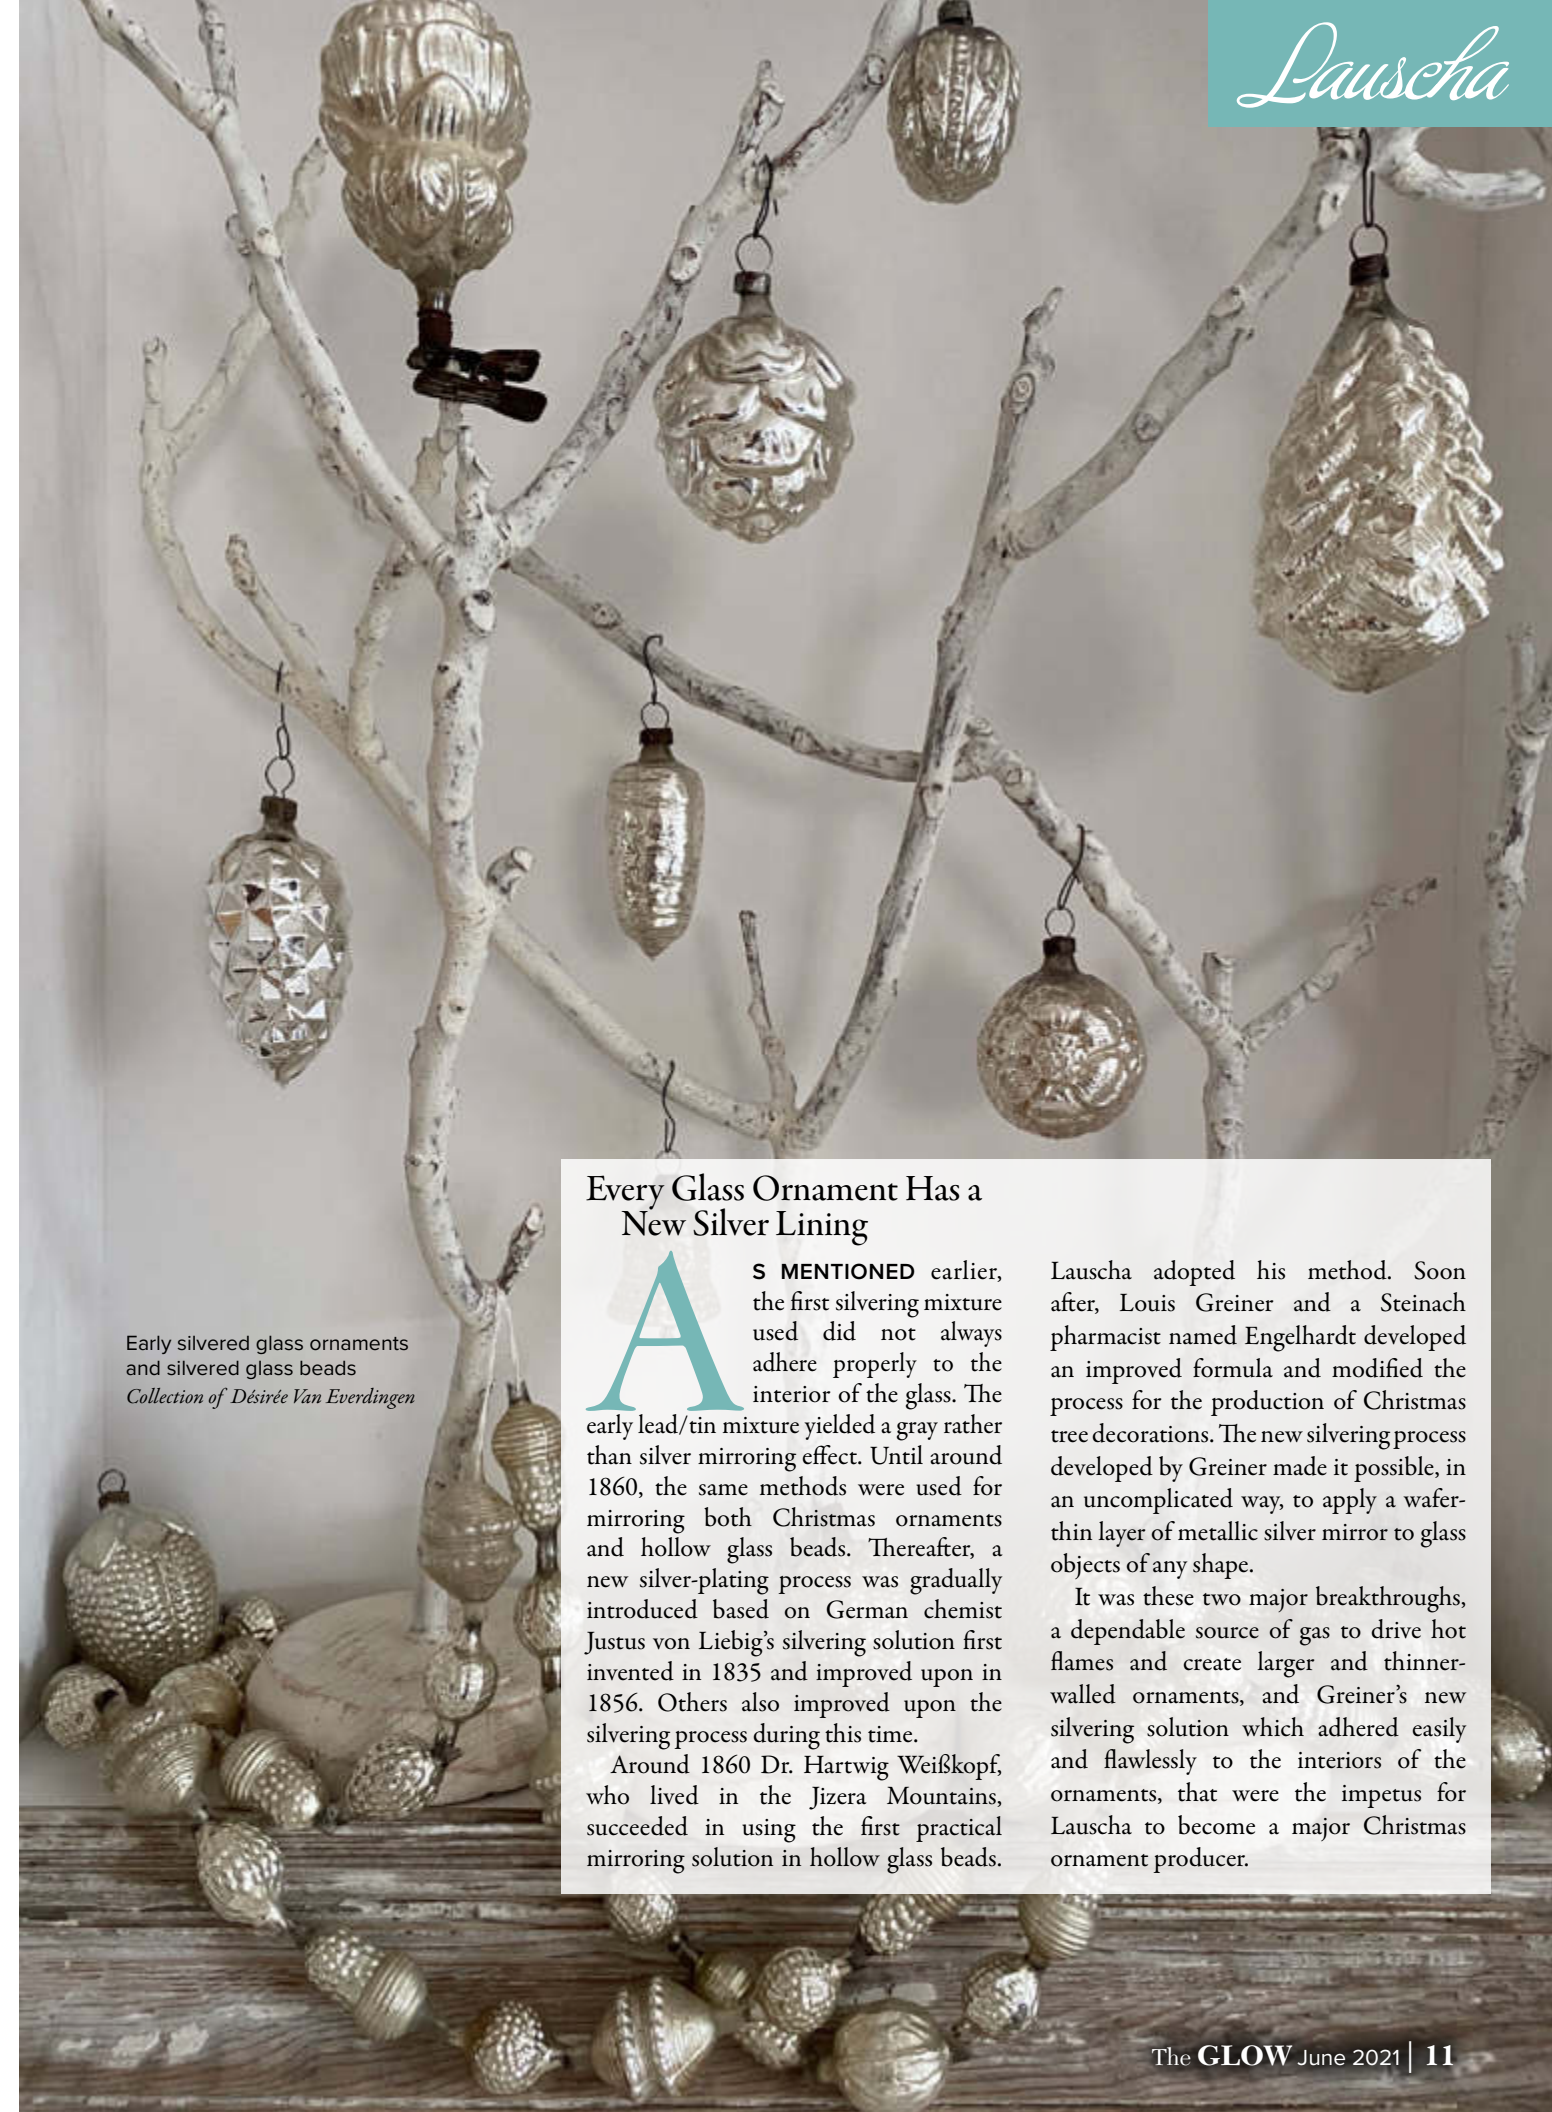 Lauscha
Every Glass Ornament Has a
New Silver Lining
AS MENTIONED earlier,
the first silvering mixture
used did not always
adhere properly to the
interior of the glass. The
early lead/tin mixture yielded a gray rather
than silver mirroring effect. Until around
1860, the same methods were used for
mirroring both Christmas ornaments
and hollow glass beads. Thereafter, a
new silver-plating process was gradually
introduced based on German chemist
Justus von Liebig’s silvering solution first
invented in 1835 and improved upon in
1856. Others also improved upon the
silvering process during this time.
Around 1860 Dr. Hartwig Weißkopf,
who lived in the Jizera Mountains,
succeeded in using the first practical
mirroring solution in hollow glass beads.
Lauscha adopted his method. Soon
after, Louis Greiner and a Steinach
pharmacist named Engelhardt developed
an improved formula and modified the
process for the production of Christmas
tree decorations. The new silvering process
developed by Greiner made it possible, in
an uncomplicated way, to apply a wafer-
thin layer of metallic silver mirror to glass
objects of any shape.
It was these two major breakthroughs,
a dependable source of gas to drive hot
flames and create larger and thinner-
walled ornaments, and Greiner’s new
silvering solution which adhered easily
and flawlessly to the interiors of the
ornaments, that were the impetus for
Lauscha to become a major Christmas
ornament producer.
Early silvered glass ornaments
and silvered glass beads
Collection of Désirée Van Everdingen
The GLOW June 2021 | 11